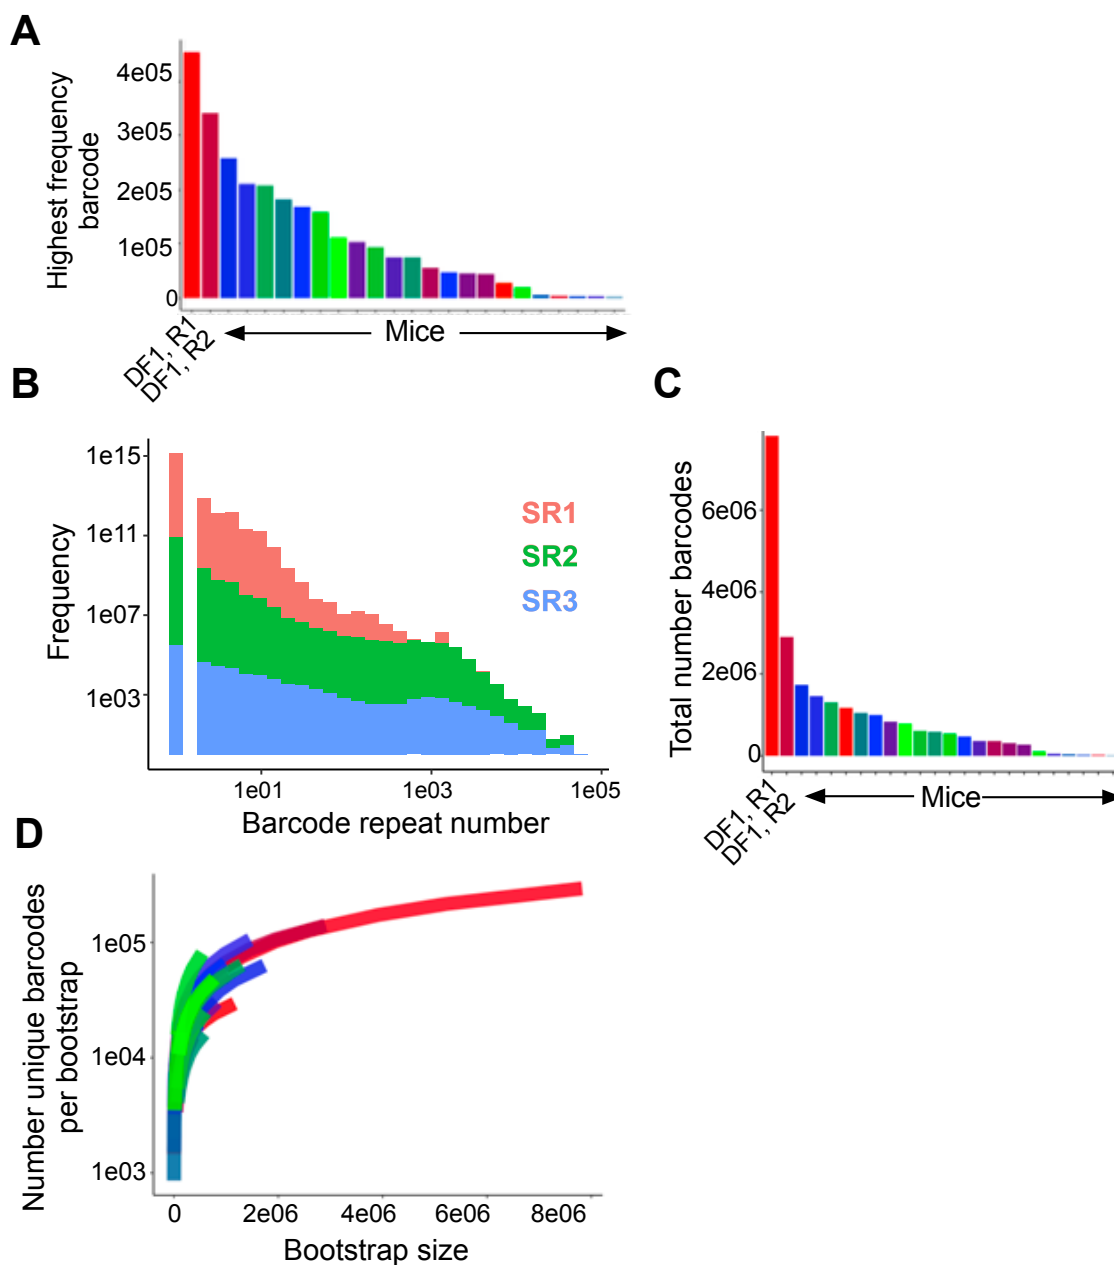 A
Highest frequency
barcode
4e05
3e05
2e05
1e05
0
DF1, R1
DF1, R2
Mice
B
Frequency
1e15
1e11
1e07
1e03
SR1
SR2
SR3
1e01
1e03
1e05
Barcode repeat number
C
Total number barcodes
6e06
4e06
2e06
0
DF1, R1
DF1, R2
Mice
D
Number unique barcodes
per bootstrap
1e05
1e04
1e03
0
2e06
4e06
6e06
8e06
Bootstrap size